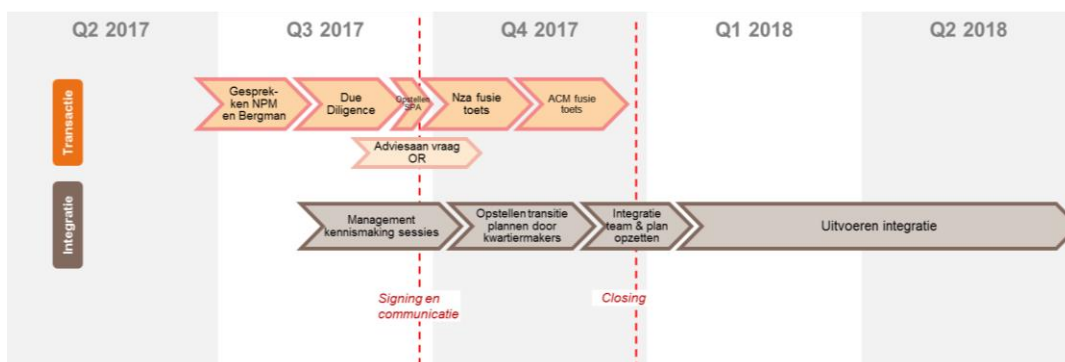 Q2 2017
Q3 2017
Q4 2017
Q1 2018
Q2 2018
Transactie
Gesprek-
ken NPM
en Bergman
Due
Diligence
Opstellen
SPA
Nza fusie
toets
ACM fusie
toets
Adviesaan vraag
OR
Integratie
Management
kennismaking sessies
Opstellen transitie
plannen door
kwartiermakers
Integratie
team & plan
opzetten
Uitvoeren integratie
Signing en
communicatie
Closing